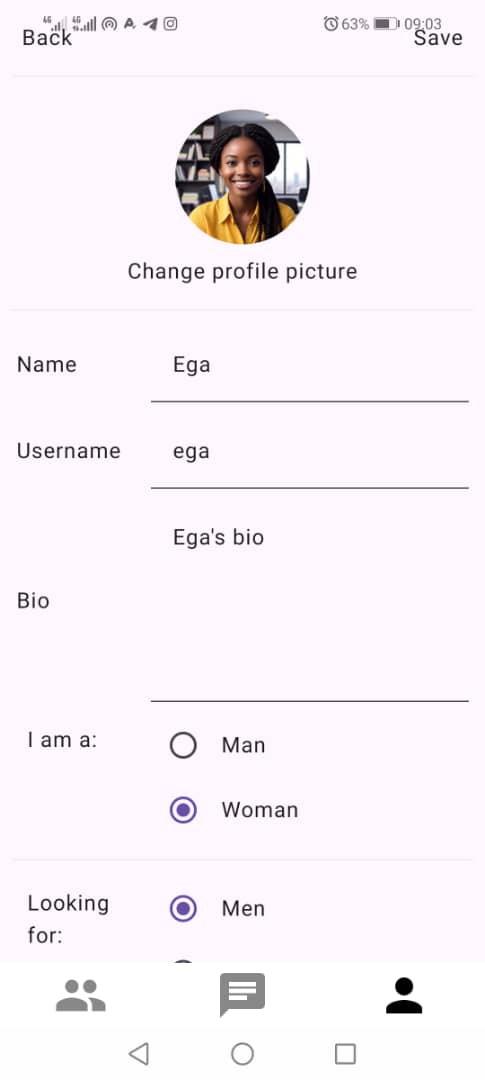 4G 4G 63% 09:03
Back Save
Change profile picture
Name Ega
Username ega
Ega's bio
Bio
I am a:
Man
Woman
Looking
for:
Men